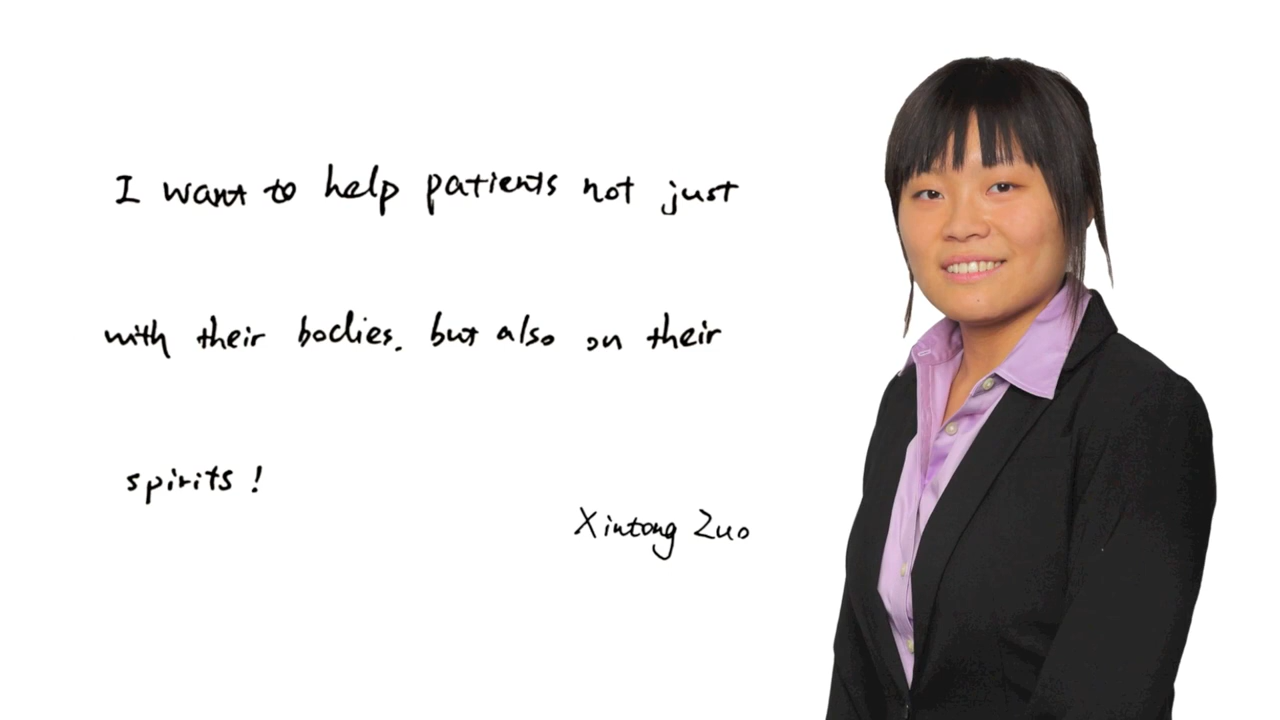 I want to help patients not just
with their bodies. but also on their
spirits!
Xintong Zuo